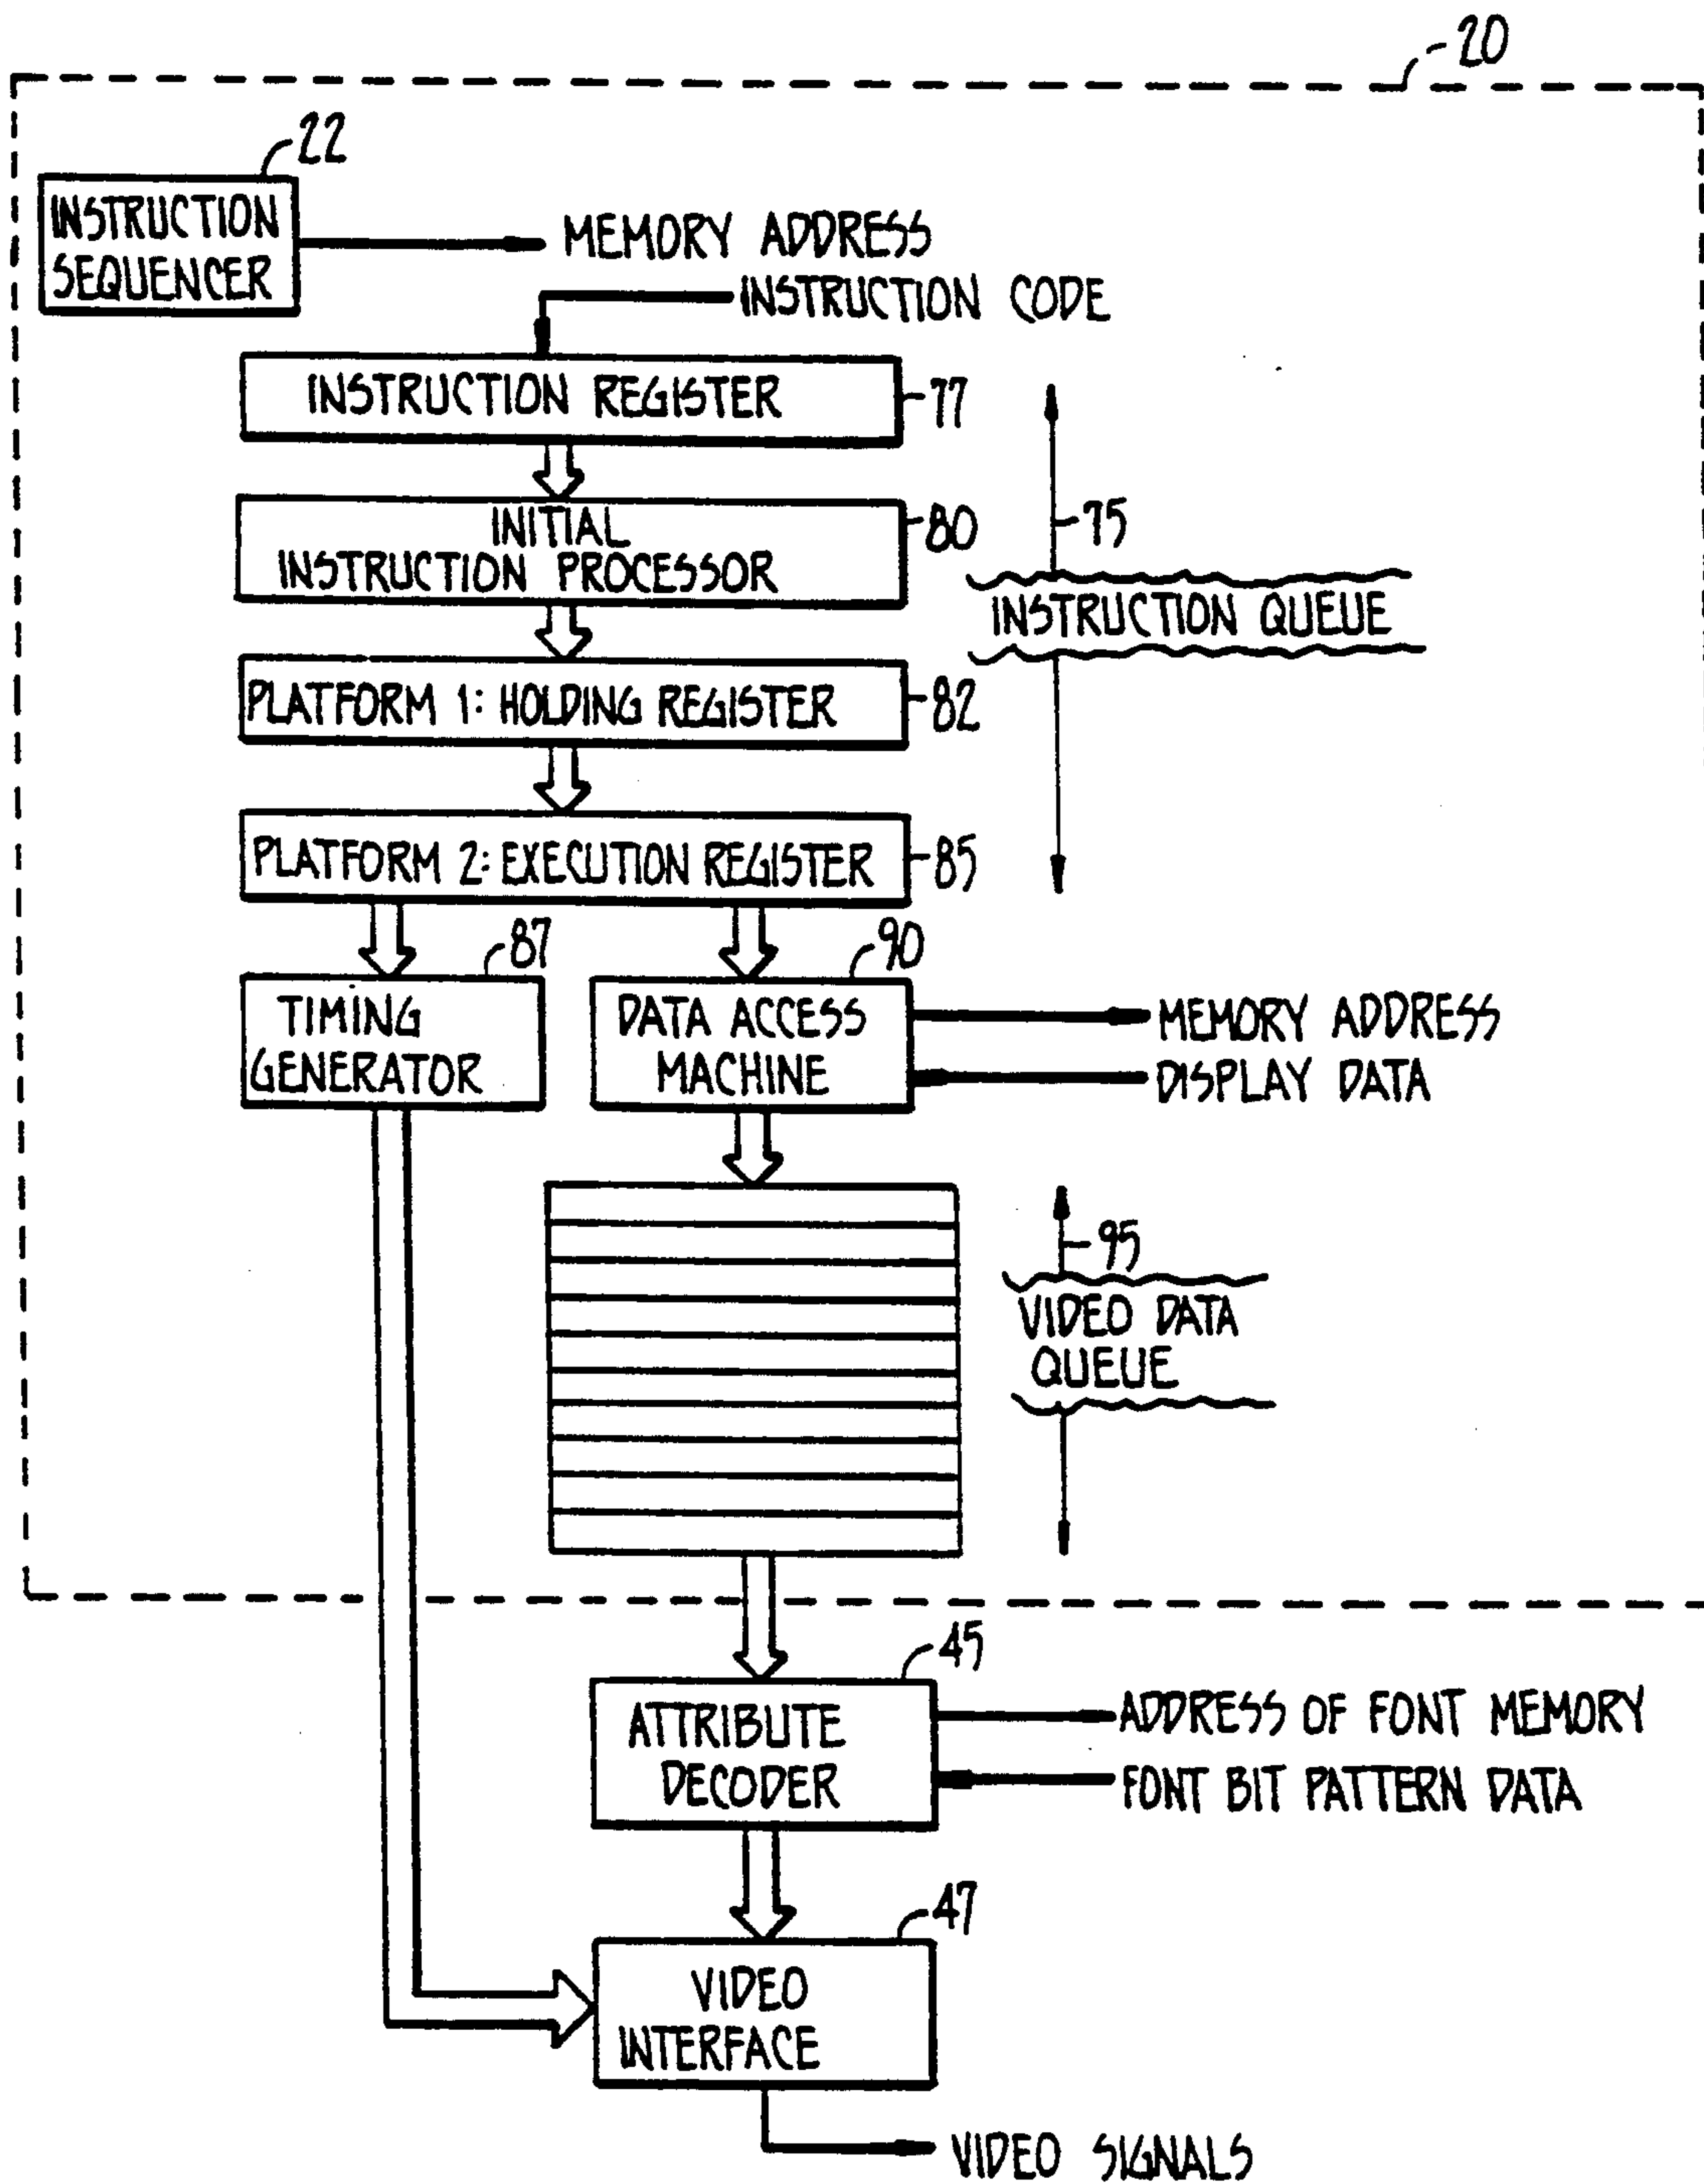 20
22
INSTRUCTION
SEQUENCER
MEMORY ADDRESS
INSTRUCTION CODE
INSTRUCTION REGISTER
77
INITIAL
INSTRUCTION PROCESSOR
80
75
INSTRUCTION QUEUE
PLATFORM 1: HOLDING REGISTER
82
PLATFORM 2: EXECUTION REGISTER
85
87
90
TIMING
GENERATOR
DATA ACCESS
MACHINE
MEMORY ADDRESS
DISPLAY DATA
95
VIDEO DATA
QUEUE
45
ATTRIBUTE
DECODER
ADDRESS OF FONT MEMORY
FONT BIT PATTERN DATA
47
VIDEO
INTERFACE
VIDEO SIGNALS